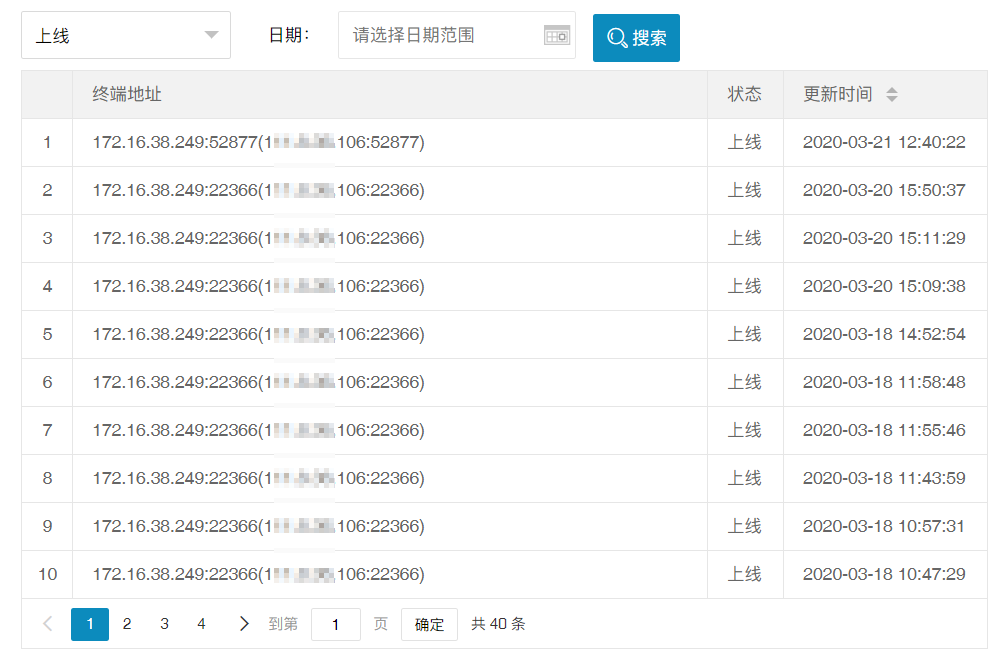 上线 日期： 请选择日期范围 搜索
终端地址 状态 更新时间
1 172.16.38.249:52877(1 106:52877) 上线 2020-03-21 12:40:22
2 172.16.38.249:22366(1 106:22366) 上线 2020-03-20 15:50:37
3 172.16.38.249:22366(1 106:22366) 上线 2020-03-20 15:11:29
4 172.16.38.249:22366(1 106:22366) 上线 2020-03-20 15:09:38
5 172.16.38.249:22366(1 106:22366) 上线 2020-03-18 14:52:54
6 172.16.38.249:22366(1 106:22366) 上线 2020-03-18 11:58:48
7 172.16.38.249:22366(1 106:22366) 上线 2020-03-18 11:55:46
8 172.16.38.249:22366(1 106:22366) 上线 2020-03-18 11:43:59
9 172.16.38.249:22366(1 106:22366) 上线 2020-03-18 10:57:31
10 172.16.38.249:22366(1 106:22366) 上线 2020-03-18 10:47:29
1 2 3 4 到第 1 页 确定 共 40 条